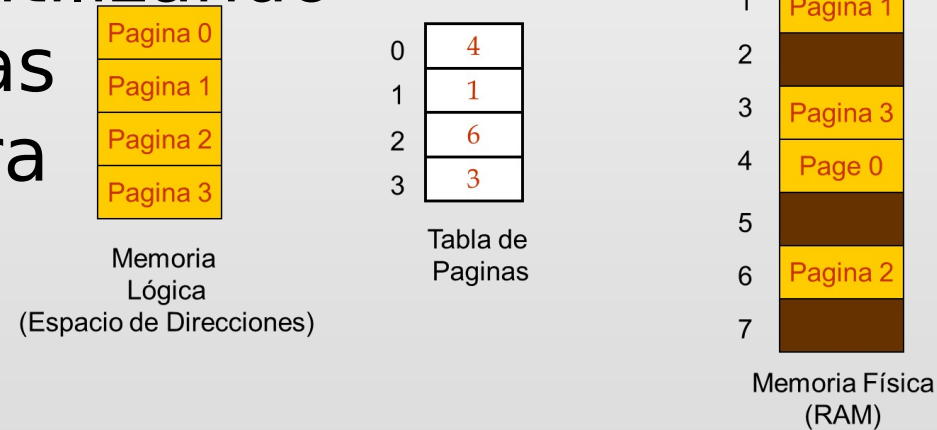 as
ra
Pagina 0
Pagina 1
Pagina 2
Pagina 3
Memoria
Lógica
(Espacio de Direcciones)
0 4
1 1
2 6
3 3
Tabla de
Paginas
1 Pagina 1
2
3 Pagina 3
4 Page 0
5
6 Pagina 2
7
Memoria Física
(RAM)